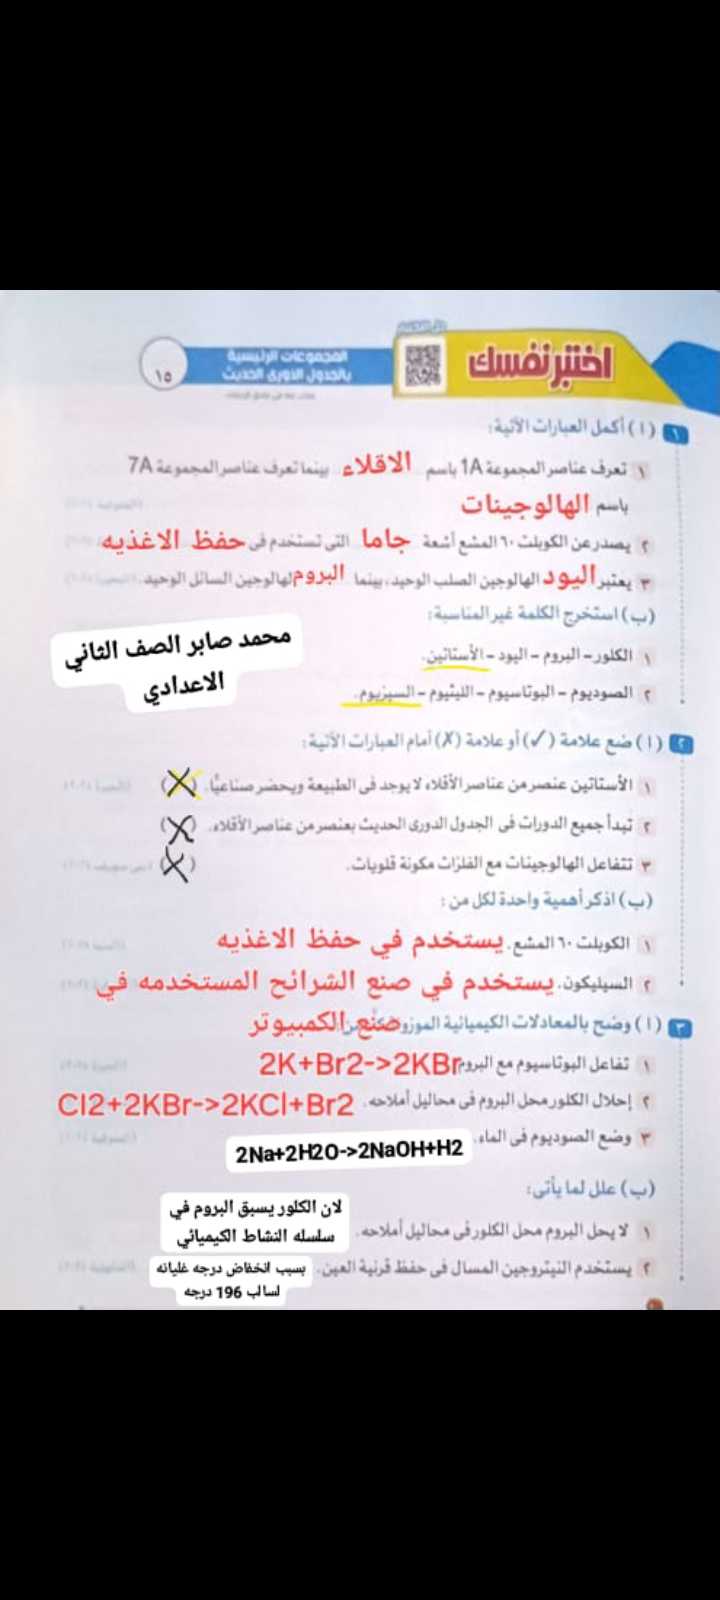 اختبر نفسك
المجموعات الرئيسية
بالجدول الدورى الحديث
١٥
١ (أ) أكمل العبارات الآتية :
١ تعرف عناصر المجموعة 1A باسم الاقلاء بينما تعرف عناصر المجموعة 7A
باسم الهالوجينات
٢ يصدر عن الكوبلت ٦٠ المشع أشعة جاما التى تستخدم فى حفظ الاغذيه
٣ يعتبر اليود الهالوجين الصلب الوحيد، بينما البروم الهالوجين السائل الوحيد.
(ب) استخرج الكلمة غير المناسبة :
١ الكلور – البروم – اليود – الأستاتين.
٢ الصوديوم – البوتاسيوم – الليثيوم – السيزيوم.
محمد صابر الصف الثاني
الاعدادي
٢ (أ) ضع علامة (✓) أو علامة (✗) أمام العبارات الآتية :
١ الأستاتين عنصر من عناصر الأقلاء لا يوجد فى الطبيعة ويحضر صناعيًا. (X)
٢ تبدأ جميع الدورات فى الجدول الدورى الحديث بعنصر من عناصر الأقلاء. (X)
٣ تتفاعل الهالوجينات مع الفلزات مكونة قلويات. (X)
(ب) اذكر أهمية واحدة لكل من :
١ الكوبلت ٦٠ المشع. يستخدم في حفظ الاغذيه
٢ السيليكون. يستخدم في صنع الشرائح المستخدمه في
صنع الكمبيوتر
٣ (أ) وضح بالمعادلات الكيميائية الموزونة
١ تفاعل البوتاسيوم مع البروم 2K+Br2->2KBr
٢ إحلال الكلور محل البروم فى محاليل أملاحه. Cl2+2KBr->2KCl+Br2
٣ وضع الصوديوم فى الماء. 2Na+2H2O->2NaOH+H2
(ب) علل لما يأتى :
لان الكلور يسبق البروم في
١ لا يحل البروم محل الكلور فى محاليل أملاحه. سلسله النشاط الكيميائي
٢ يستخدم النيتروجين المسال فى حفظ قرنية العين. بسبب انخفاض درجه غليانه
لسالب 196 درجه